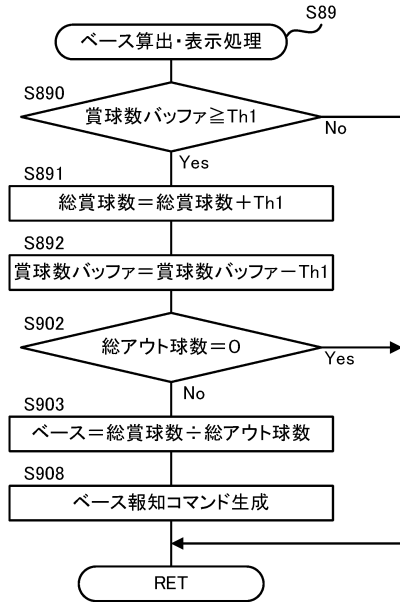 S89
ベース算出・表示処理
S890
賞球数バッファ≧Th1
No
Yes
S891
総賞球数＝総賞球数＋Th1
S892
賞球数バッファ＝賞球数バッファ－Th1
S902
総アウト球数＝0
Yes
No
S903
ベース＝総賞球数÷総アウト球数
S908
ベース報知コマンド生成
RET